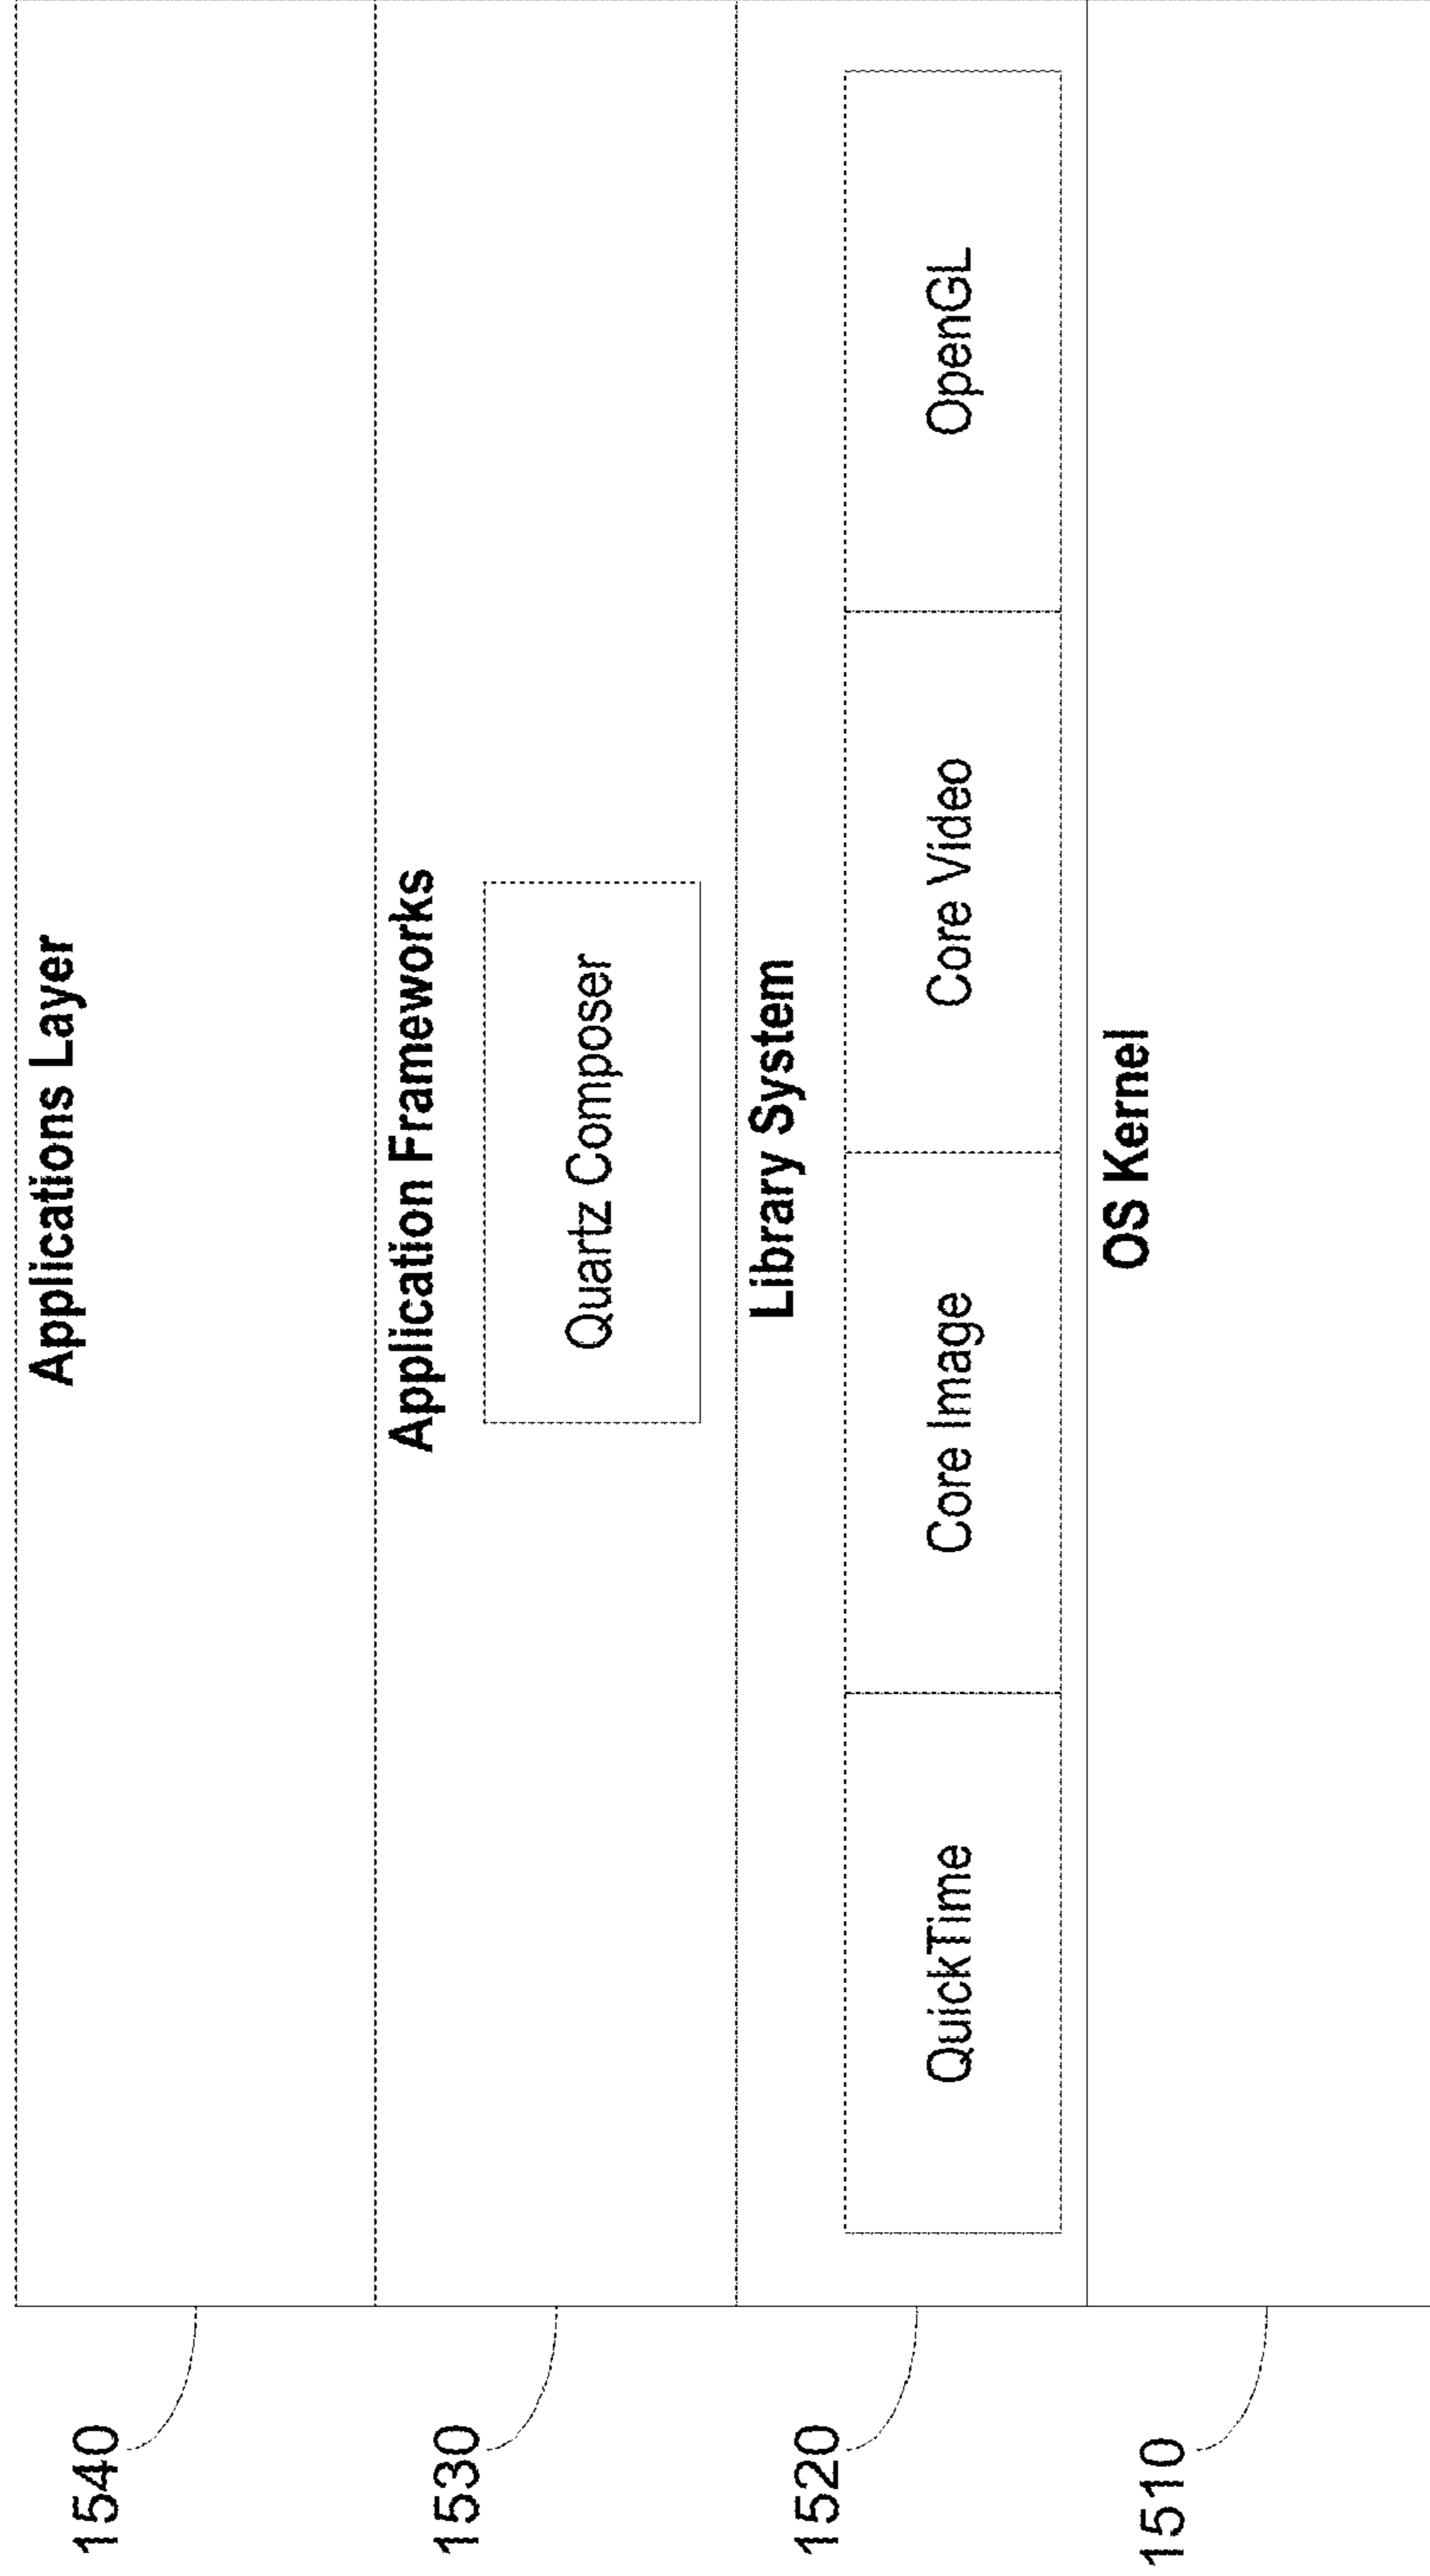 Applications Layer
1540
Application Frameworks
Quartz Composer
1530
Library System
QuickTime
Core Image
Core Video
OpenGL
1520
OS Kernel
1510